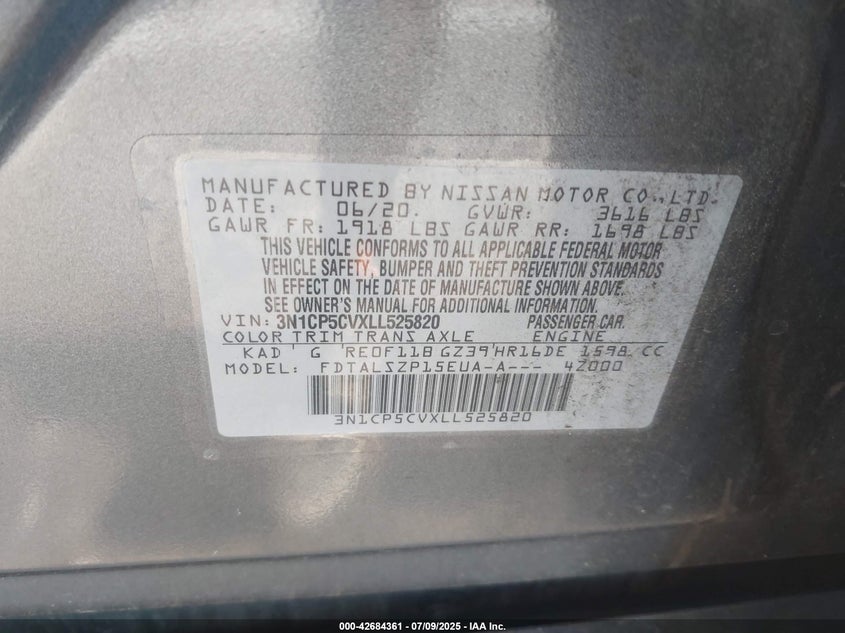 MANUFACTURED BY NISSAN MOTOR CO., LTD.
DATE: 06/20. GVWR: 3616 LBS
GAWR FR: 1918 LBS GAWR RR: 1698 LBS
THIS VEHICLE CONFORMS TO ALL APPLICABLE FEDERAL MOTOR
VEHICLE SAFETY, BUMPER AND THEFT PREVENTION STANDARDS
IN EFFECT ON THE DATE OF MANUFACTURE SHOWN ABOVE.
SEE OWNER'S MANUAL FOR ADDITIONAL INFORMATION.
VIN: 3N1CP5CVXLL525820 PASSENGER CAR.
COLOR TRIM TRANS AXLE ENGINE
KAD ' G 'RE0F11B GZ39'HR16DE 1598 CC
MODEL: FDTALSZP15EUA-A--- 4Z000
3N1CP5CVXLL525820
000-42684361 | 07/09/2025 - IAA Inc.